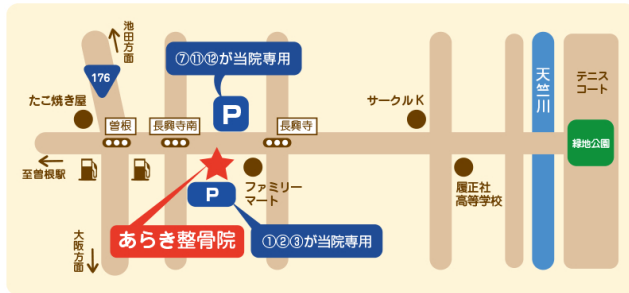 池田方面
176
⑦⑪⑫が当院専用
P
たこ焼き屋
曽根
長興寺南
長興寺
サークルK
天竺川
テニス
コート
緑地公園
至曽根駅
ファミリー
マート
履正社
高等学校
P
大阪方面
あらき整骨院
①②③が当院専用